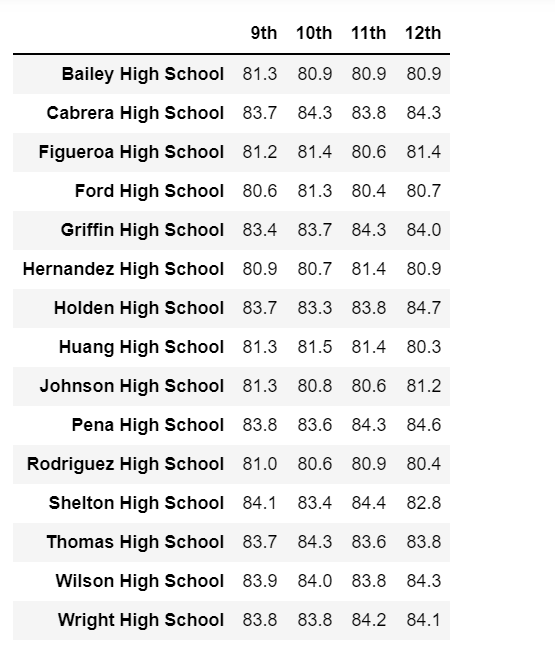 9th 10th 11th 12th
Bailey High School 81.3 80.9 80.9 80.9
Cabrera High School 83.7 84.3 83.8 84.3
Figueroa High School 81.2 81.4 80.6 81.4
Ford High School 80.6 81.3 80.4 80.7
Griffin High School 83.4 83.7 84.3 84.0
Hernandez High School 80.9 80.7 81.4 80.9
Holden High School 83.7 83.3 83.8 84.7
Huang High School 81.3 81.5 81.4 80.3
Johnson High School 81.3 80.8 80.6 81.2
Pena High School 83.8 83.6 84.3 84.6
Rodriguez High School 81.0 80.6 80.9 80.4
Shelton High School 84.1 83.4 84.4 82.8
Thomas High School 83.7 84.3 83.6 83.8
Wilson High School 83.9 84.0 83.8 84.3
Wright High School 83.8 83.8 84.2 84.1